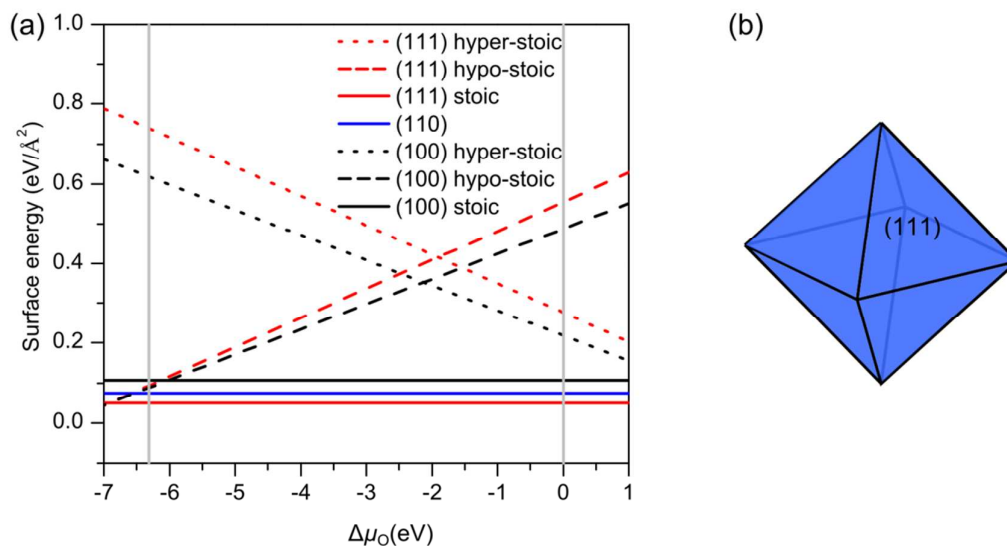 (a)
(b)
1.0
0.8
0.6
0.4
0.2
0.0
Surface energy (eV/Å²)
(111) hyper-stoic
(111) hypo-stoic
(111) stoic
(110)
(100) hyper-stoic
(100) hypo-stoic
(100) stoic
(111)
-7 -6 -5 -4 -3 -2 -1 0 1
Δμ_O(eV)